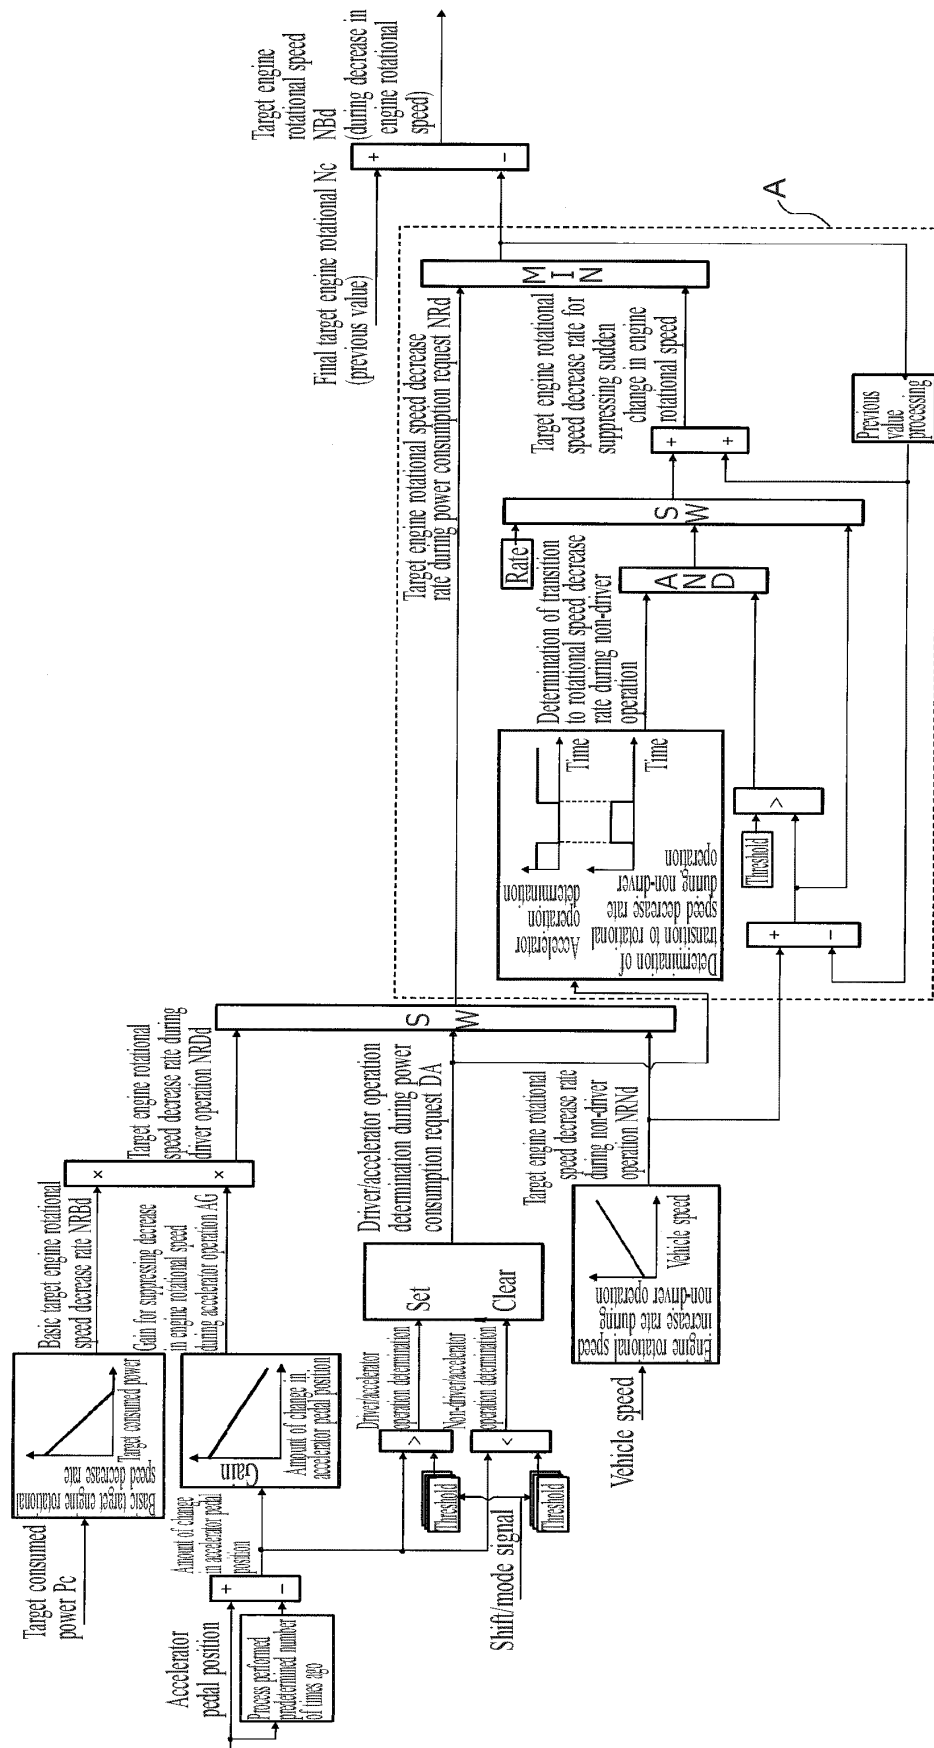 Target consumed
power Pc
Basic target engine rotational
speed decrease rate
Target consumed power
Basic target engine rotational
speed decrease rate NRBd
Accelerator
pedal position
Process performed
predetermined number
of times ago
+
−
Amount of change
in accelerator pedal
position
Gain
Amount of change in
accelerator pedal position
Gain for suppressing decrease
in engine rotational speed
during accelerator operation AG
×
×
Target engine rotational
speed decrease rate during
driver operation NRDd
Shift/mode signal
Threshold
Threshold
>
<
Driver/accelerator
operation determination
Non-driver/accelerator
operation determination
Set
Clear
Driver/accelerator operation
determination during power
consumption request DA
Vehicle speed
Engine rotational speed
increase rate during
non-driver operation
Vehicle speed
Target engine rotational
speed decrease rate
during non-driver
operation NRNd
SW
Target engine rotational speed decrease
rate during power consumption request NRd
Accelerator
operation
determination
Time
Determination of
transition to rotational
speed decrease rate
during non-driver
operation
Time
Determination of transition
to rotational speed decrease
rate during non-driver
operation
+
−
Threshold
>
AND
Rate
SW
+
+
Target engine rotational
speed decrease rate for
suppressing sudden
change in engine
rotational speed
Previous
value
processing
MIN
A
Final target engine rotational Nc
(previous value)
+
−
Target engine
rotational speed
NBd
(during decrease in
engine rotational
speed)